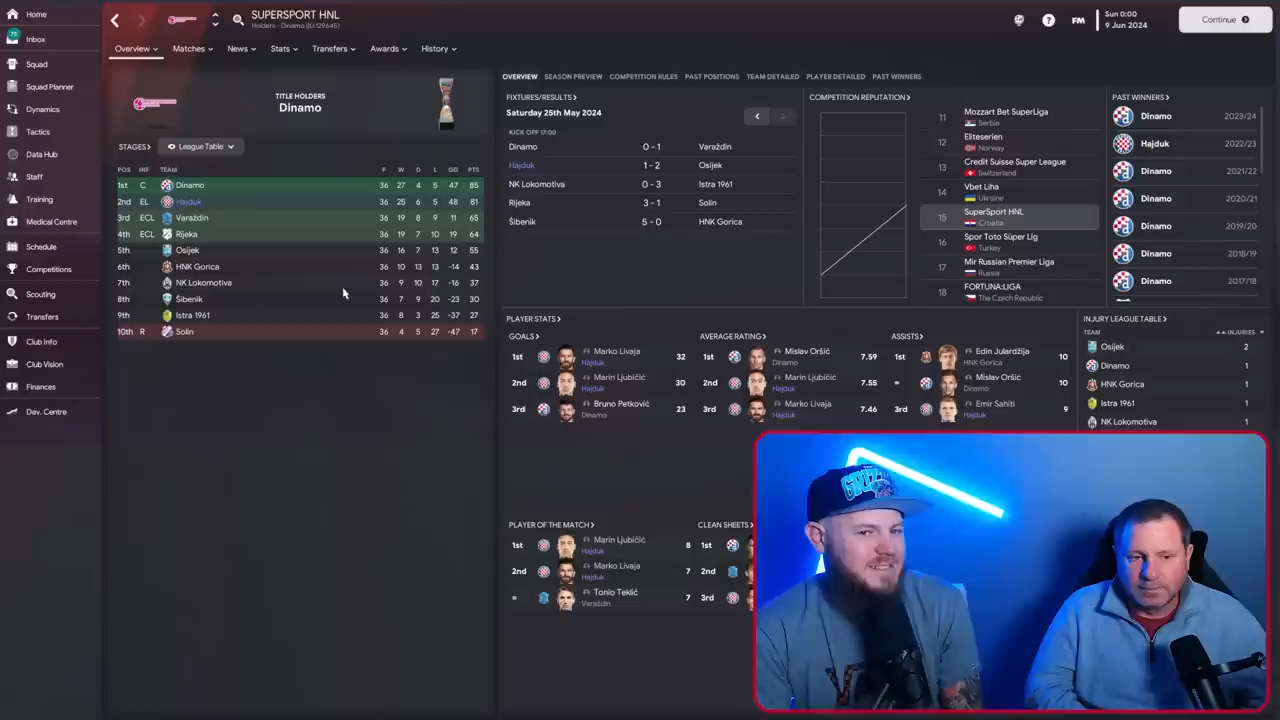 Home
Inbox
Squad
Squad Planner
Dynamics
Tactics
Data Hub
Staff
Training
Medical Centre
Schedule
Competitions
Scouting
Transfers
Club Info
Club Vision
Finances
Dev. Centre
SUPERSPORT HNL
Holders - Dinamo (ID:129645)
FM
Sun 0:00
9 Jun 2024
Continue
Overview Matches News Stats Transfers Awards History
TITLE HOLDERS
Dinamo
STAGES League Table
POS INF TEAM P W D L GD PTS
1st C Dinamo 36 27 4 5 47 85
2nd EL Hajduk 36 25 6 5 48 81
3rd ECL Varaždin 36 19 8 9 11 65
4th ECL Rijeka 36 19 7 10 19 64
5th Osijek 36 16 7 13 12 55
6th HNK Gorica 36 10 13 13 -14 43
7th NK Lokomotiva 36 9 10 17 -16 37
8th Šibenik 36 7 9 20 -23 30
9th Istra 1961 36 8 3 25 -37 27
10th R Solin 36 4 5 27 -47 17
OVERVIEW SEASON PREVIEW COMPETITION RULES PAST POSITIONS TEAM DETAILED PLAYER DETAILED PAST WINNERS
FIXTURES/RESULTS
Saturday 25th May 2024
KICK OFF 17:00
Dinamo 0 - 1 Varaždin
Hajduk 1 - 2 Osijek
NK Lokomotiva 0 - 3 Istra 1961
Rijeka 3 - 1 Solin
Šibenik 5 - 0 HNK Gorica
COMPETITION REPUTATION
11 Mozzart Bet SuperLiga
Serbia
12 Eliteserien
Norway
13 Credit Suisse Super League
Switzerland
14 Vbet Liha
Ukraine
15 SuperSport HNL
Croatia
16 Spor Toto Süper Lig
Turkey
17 Mir Russian Premier Liga
Russia
18 FORTUNA:LIGA
The Czech Republic
PAST WINNERS
Dinamo 2023/24
Hajduk 2022/23
Dinamo 2021/22
Dinamo 2020/21
Dinamo 2019/20
Dinamo 2018/19
Dinamo 2017/18
PLAYER STATS
GOALS
1st Marko Livaja 32
Hajduk
2nd Marin Ljubičić 30
Hajduk
3rd Bruno Petković 23
Dinamo
AVERAGE RATING
1st Mislav Oršić 7.59
Dinamo
2nd Marin Ljubičić 7.55
Hajduk
3rd Marko Livaja 7.46
Hajduk
ASSISTS
1st Edin Julardžija 10
HNK Gorica
= Mislav Oršić 10
Dinamo
3rd Emir Sahiti 9
Hajduk
INJURY LEAGUE TABLE
TEAM INJURIES
Osijek 2
Dinamo 1
HNK Gorica 1
Istra 1961 1
NK Lokomotiva 1
PLAYER OF THE MATCH
1st Marin Ljubičić 8
Hajduk
2nd Marko Livaja 7
Hajduk
= Tonio Teklić 7
Varaždin
CLEAN SHEETS
1st
2nd
3rd